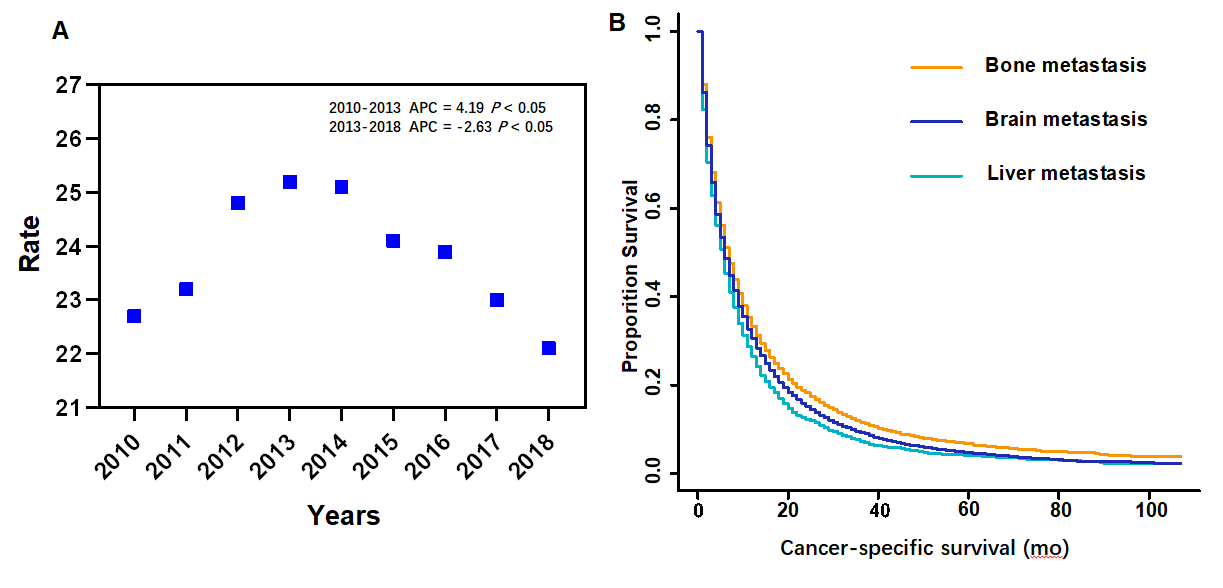 A
27
26
25
24
23
22
21
Rate
2010-2013 APC = 4.19 P < 0.05
2013-2018 APC = -2.63 P < 0.05
2010 2011 2012 2013 2014 2015 2016 2017 2018
Years
B
1.0
0.8
0.6
0.4
0.2
0.0
Proporition Survival
Bone metastasis
Brain metastasis
Liver metastasis
0 20 40 60 80 100
Cancer-specific survival (mo)